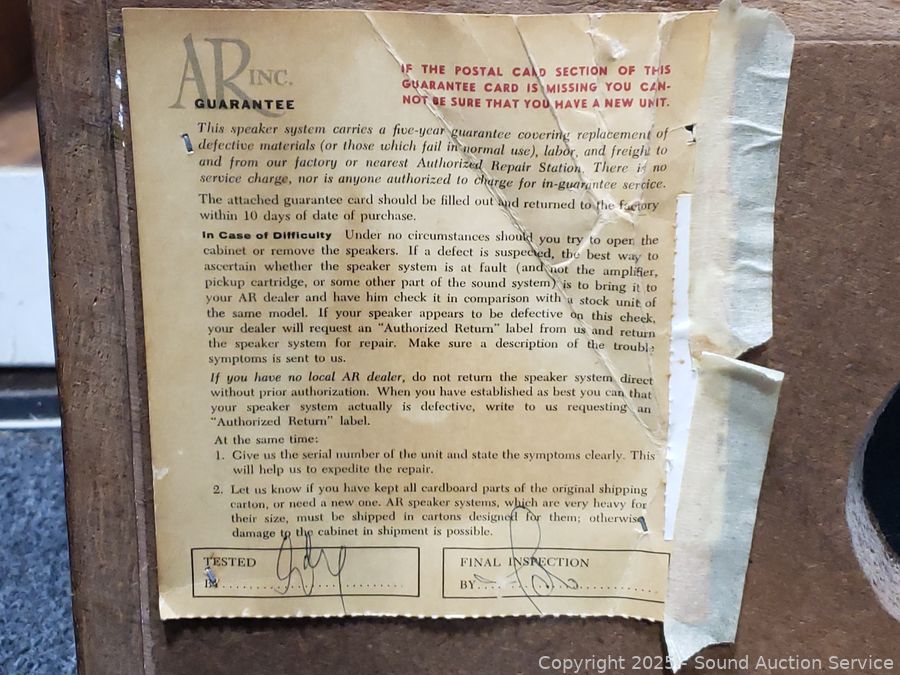 AR INC.
GUARANTEE
IF THE POSTAL CARD SECTION OF THIS
GUARANTEE CARD IS MISSING YOU CAN-
NOT BE SURE THAT YOU HAVE A NEW UNIT.
This speaker system carries a five-year guarantee covering replacement of
defective materials (or those which fail in normal use), labor, and freight to
and from our factory or nearest Authorized Repair Station. There is no
service charge, nor is anyone authorized to charge for in-guarantee service.
The attached guarantee card should be filled out and returned to the factory
within 10 days of date of purchase.
In Case of Difficulty Under no circumstances should you try to open the
cabinet or remove the speakers. If a defect is suspected, the best way to
ascertain whether the speaker system is at fault (and not the amplifier,
pickup cartridge, or some other part of the sound system) is to bring it to
your AR dealer and have him check it in comparison with a stock unit of
the same model. If your speaker appears to be defective on this check,
your dealer will request an "Authorized Return" label from us and return
the speaker system for repair. Make sure a description of the trouble
symptoms is sent to us.
If you have no local AR dealer, do not return the speaker system direct
without prior authorization. When you have established as best you can that
your speaker system actually is defective, write to us requesting an
"Authorized Return" label.
At the same time:
1. Give us the serial number of the unit and state the symptoms clearly. This
will help us to expedite the repair.
2. Let us know if you have kept all cardboard parts of the original shipping
carton, or need a new one. AR speaker systems, which are very heavy for
their size, must be shipped in cartons designed for them; otherwise
damage to the cabinet in shipment is possible.
TESTED
BY
FINAL INSPECTION
BY
Copyright 2025 - Sound Auction Service